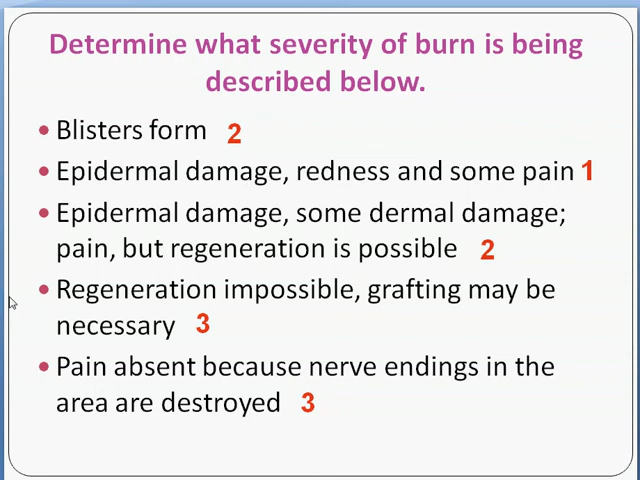 Determine what severity of burn is being
described below.
• Blisters form 2
• Epidermal damage, redness and some pain 1
• Epidermal damage, some dermal damage;
pain, but regeneration is possible 2
• Regeneration impossible, grafting may be
necessary 3
• Pain absent because nerve endings in the
area are destroyed 3